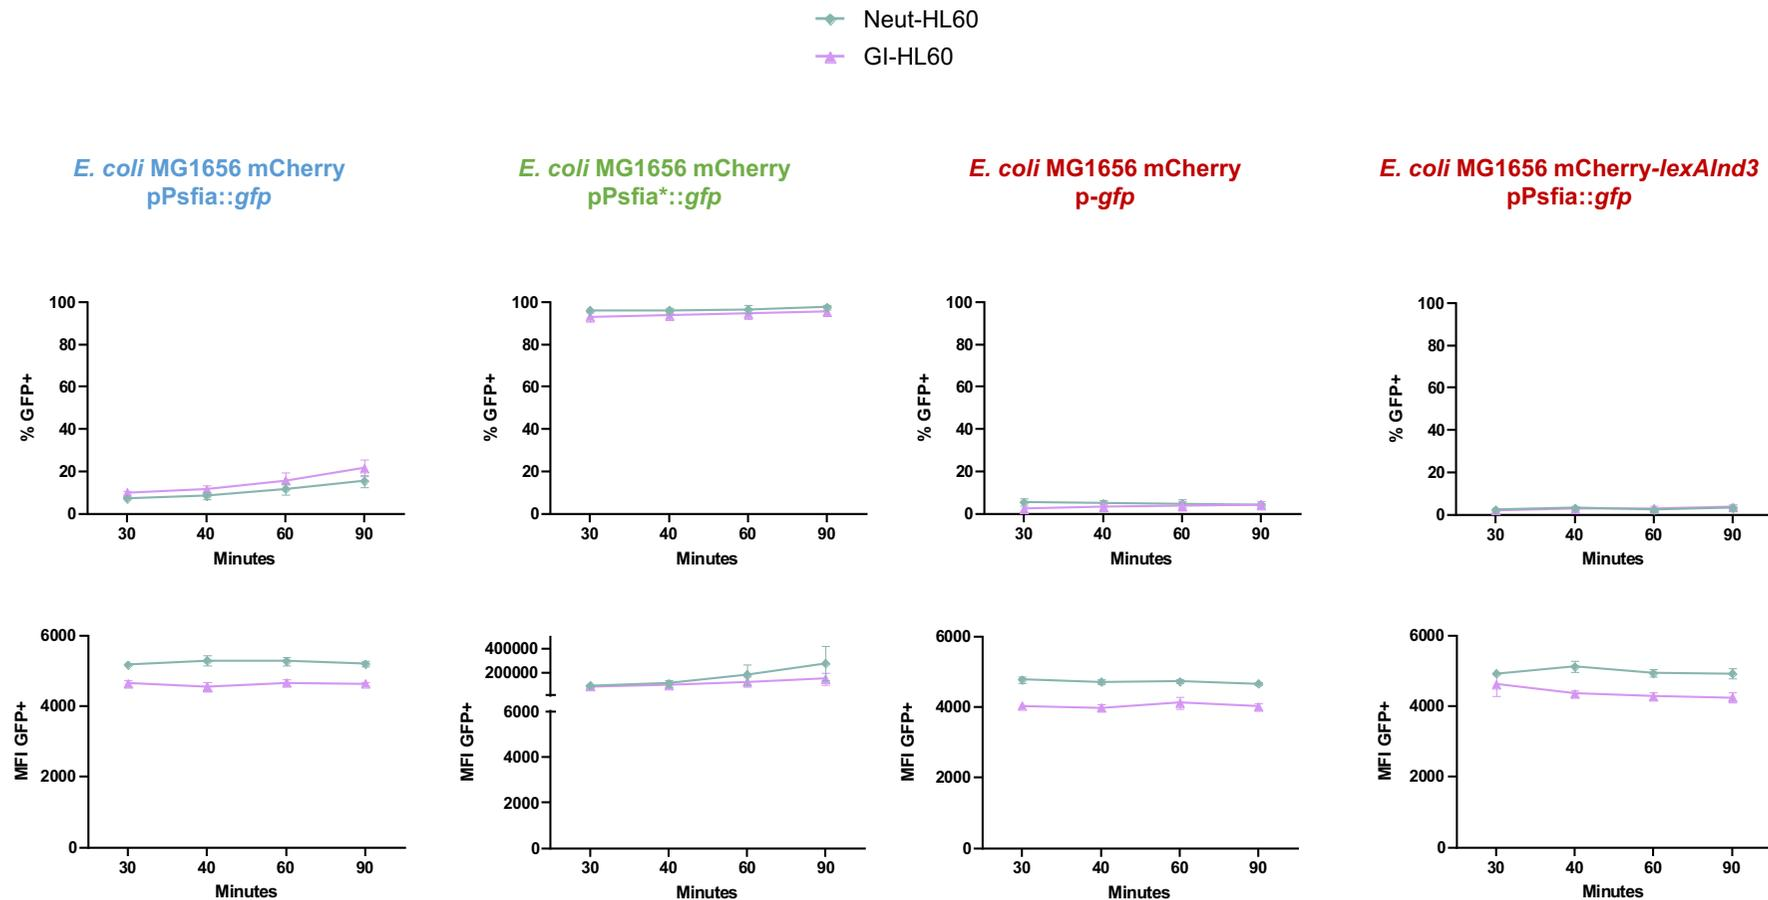 Neut-HL60
GI-HL60
E. coli MG1656 mCherry
pPsfia::gfp
E. coli MG1656 mCherry
pPsfia*::gfp
E. coli MG1656 mCherry
p-gfp
E. coli MG1656 mCherry-lexAInd3
pPsfia::gfp
% GFP+
100
80
60
40
20
0
30 40 60 90
Minutes
% GFP+
100
80
60
40
20
0
30 40 60 90
Minutes
% GFP+
100
80
60
40
20
0
30 40 60 90
Minutes
% GFP+
100
80
60
40
20
0
30 40 60 90
Minutes
MFI GFP+
6000
4000
2000
0
30 40 60 90
Minutes
MFI GFP+
400000
200000
6000
4000
2000
0
30 40 60 90
Minutes
MFI GFP+
6000
4000
2000
0
30 40 60 90
Minutes
MFI GFP+
6000
4000
2000
0
30 40 60 90
Minutes